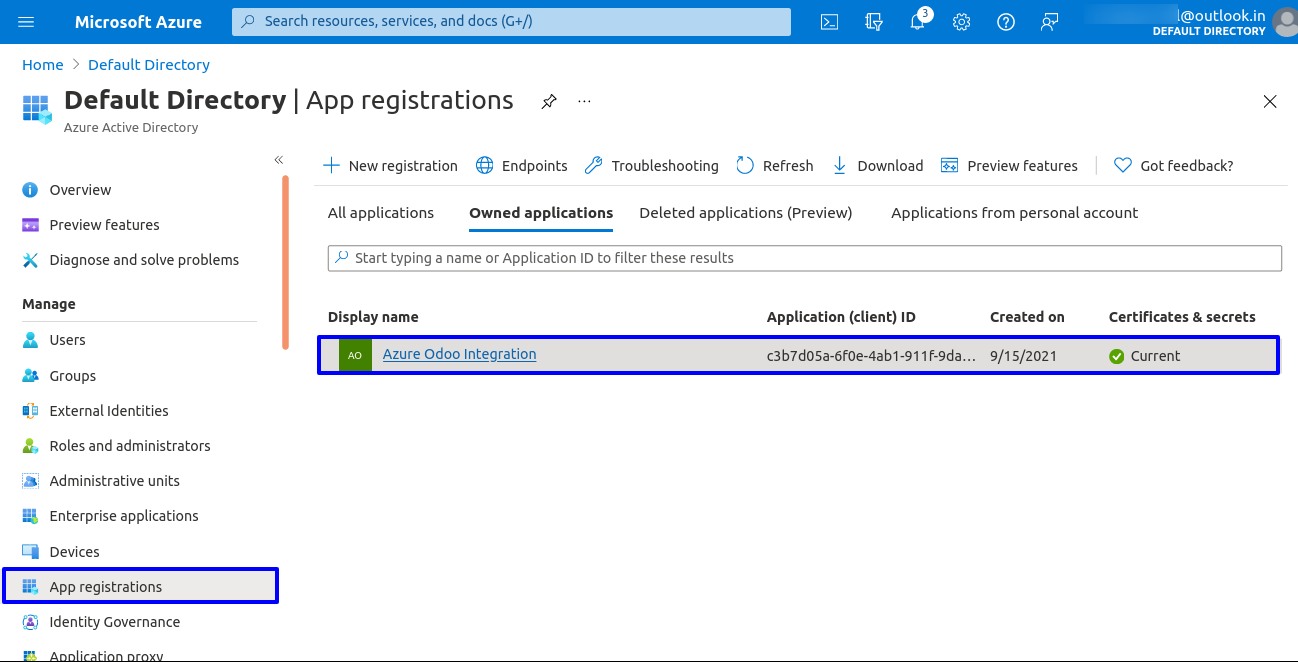 Microsoft Azure
Search resources, services, and docs (G+/)
3
l@outlook.in
DEFAULT DIRECTORY
Home > Default Directory
Default Directory | App registrations
Azure Active Directory
Overview
Preview features
Diagnose and solve problems
Manage
Users
Groups
External Identities
Roles and administrators
Administrative units
Enterprise applications
Devices
App registrations
Identity Governance
Application proxy
New registration Endpoints Troubleshooting Refresh Download Preview features Got feedback?
All applications Owned applications Deleted applications (Preview) Applications from personal account
Start typing a name or Application ID to filter these results
Display name Application (client) ID Created on Certificates & secrets
AO Azure Odoo Integration c3b7d05a-6f0e-4ab1-911f-9da… 9/15/2021 Current